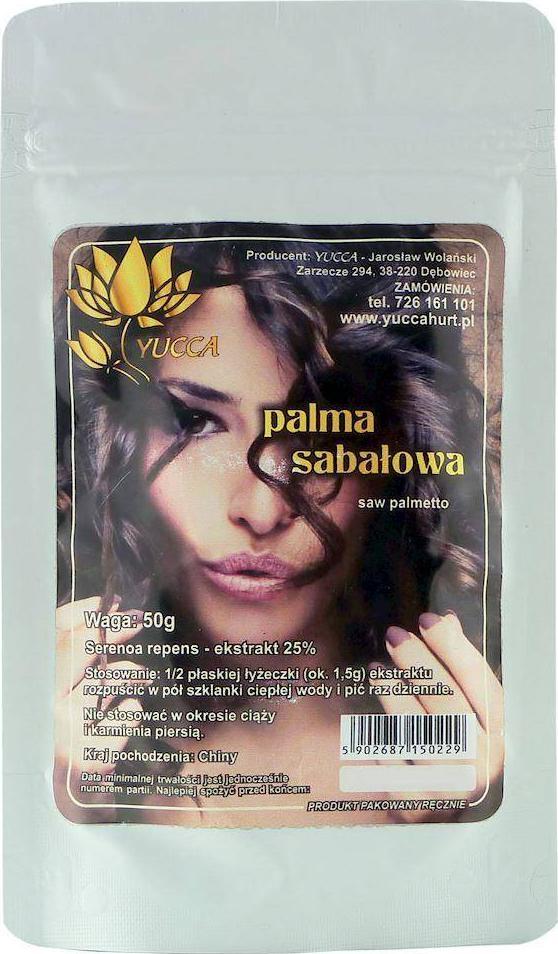 Producent: YUCCA - Jarosław Wolański
Zarzecze 294, 38-220 Dębowiec
ZAMÓWIENIA:
tel. 726 161 101
www.yuccahurt.pl
YUCCA
palma
sabałowa
saw palmetto
Waga: 50g
Serenoa repens - ekstrakt 25%
Stosowanie: 1/2 płaskiej łyżeczki (ok. 1,5g) ekstraktu
rozpuścić w pół szklanki ciepłej wody i pić raz dziennie.
Nie stosować w okresie ciąży
i karmienia piersią.
Kraj pochodzenia: Chiny
Data minimalnej trwałości jest jednocześnie
numerem partii. Najlepiej spożyć przed końcem:
5 902687 150229
PRODUKT PAKOWANY RĘCZNIE